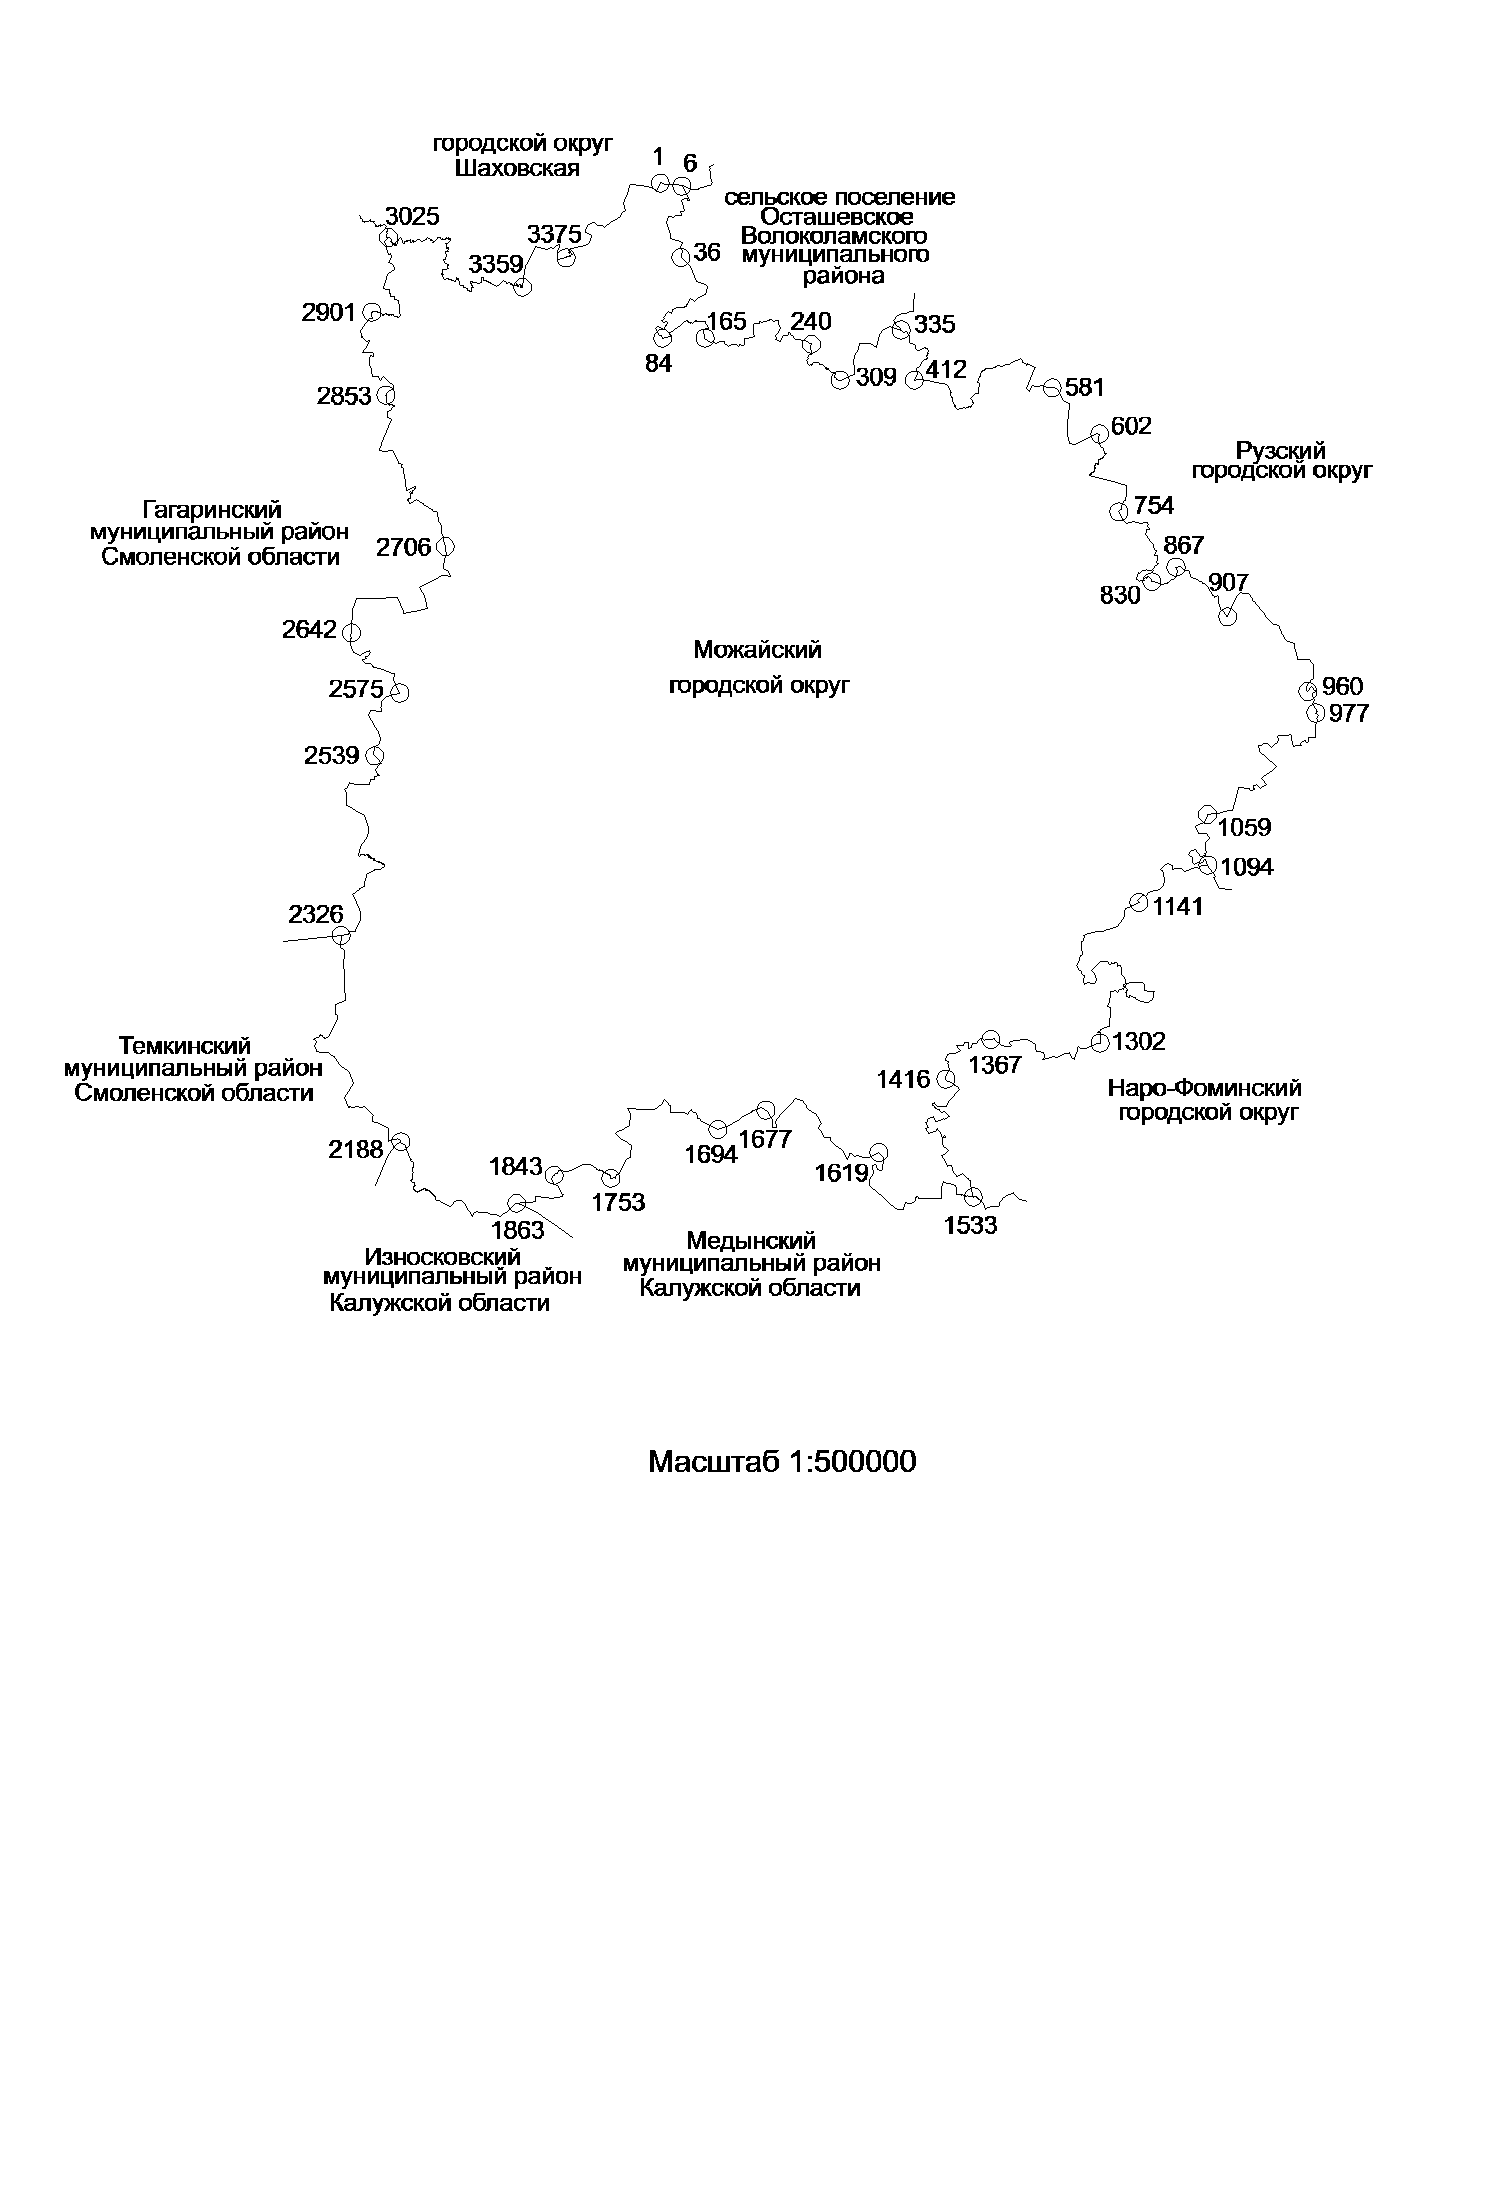 городской округ
Шаховская
1
6
сельское поселение
Осташевское
Волоколамского
муниципального
района
3025
3375
3359
36
2901
165
240
335
84
309
412
2853
581
602
Рузский
городской округ
Гагаринский
муниципальный район
Смоленской области
754
2706
867
907
830
2642
Можайский
городской округ
2575
960
977
2539
1059
1094
1141
2326
Темкинский
муниципальный район
Смоленской области
1302
1367
1416
Наро-Фоминский
городской округ
2188
1677
1694
1619
1843
1753
1863
1533
Износковский
муниципальный район
Калужской области
Медынский
муниципальный район
Калужской области
Масштаб 1:500000